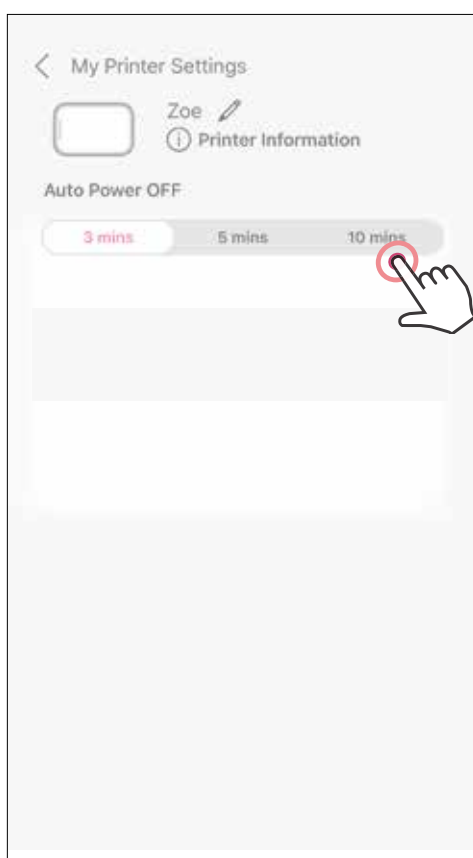 My Printer Settings
Zoe
Printer Information
Auto Power OFF
3 mins 5 mins 10 mins